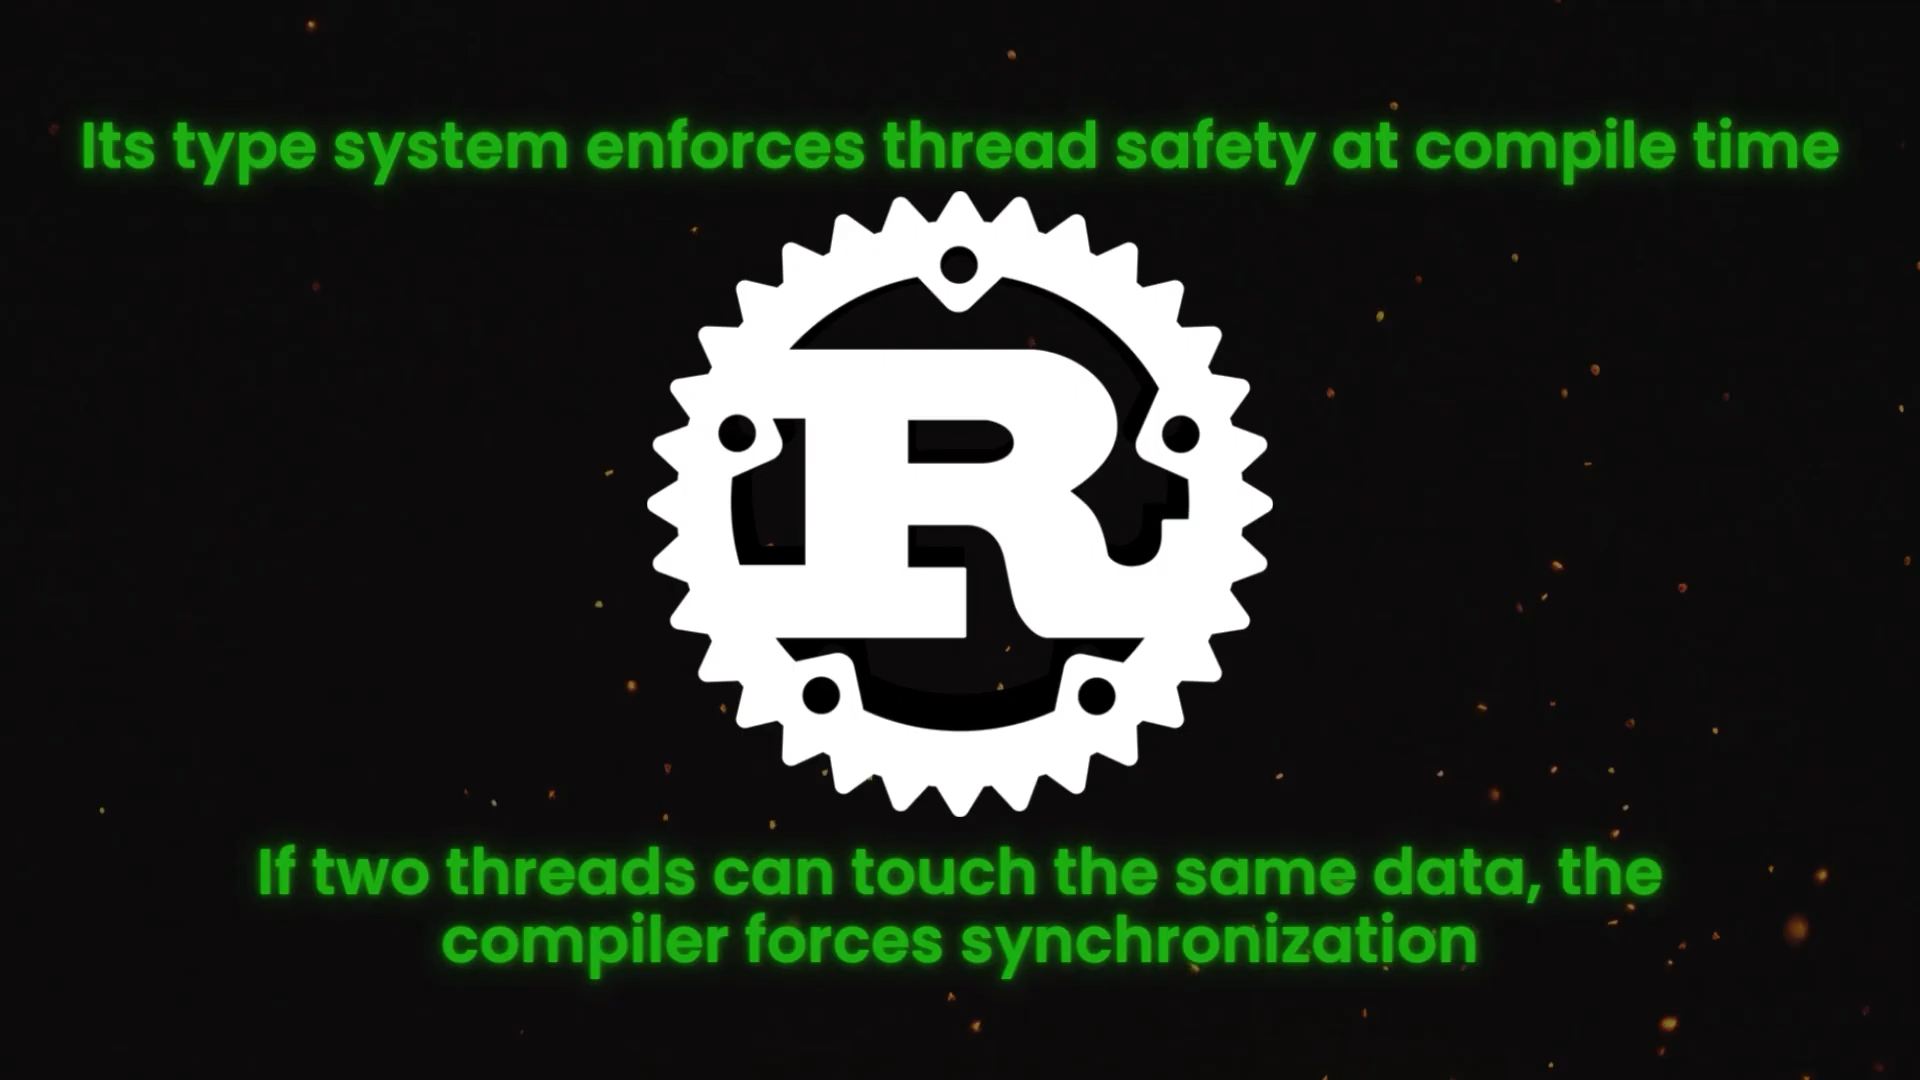 Its type system enforces thread safety at compile time
R
If two threads can touch the same data, the
compiler forces synchronization